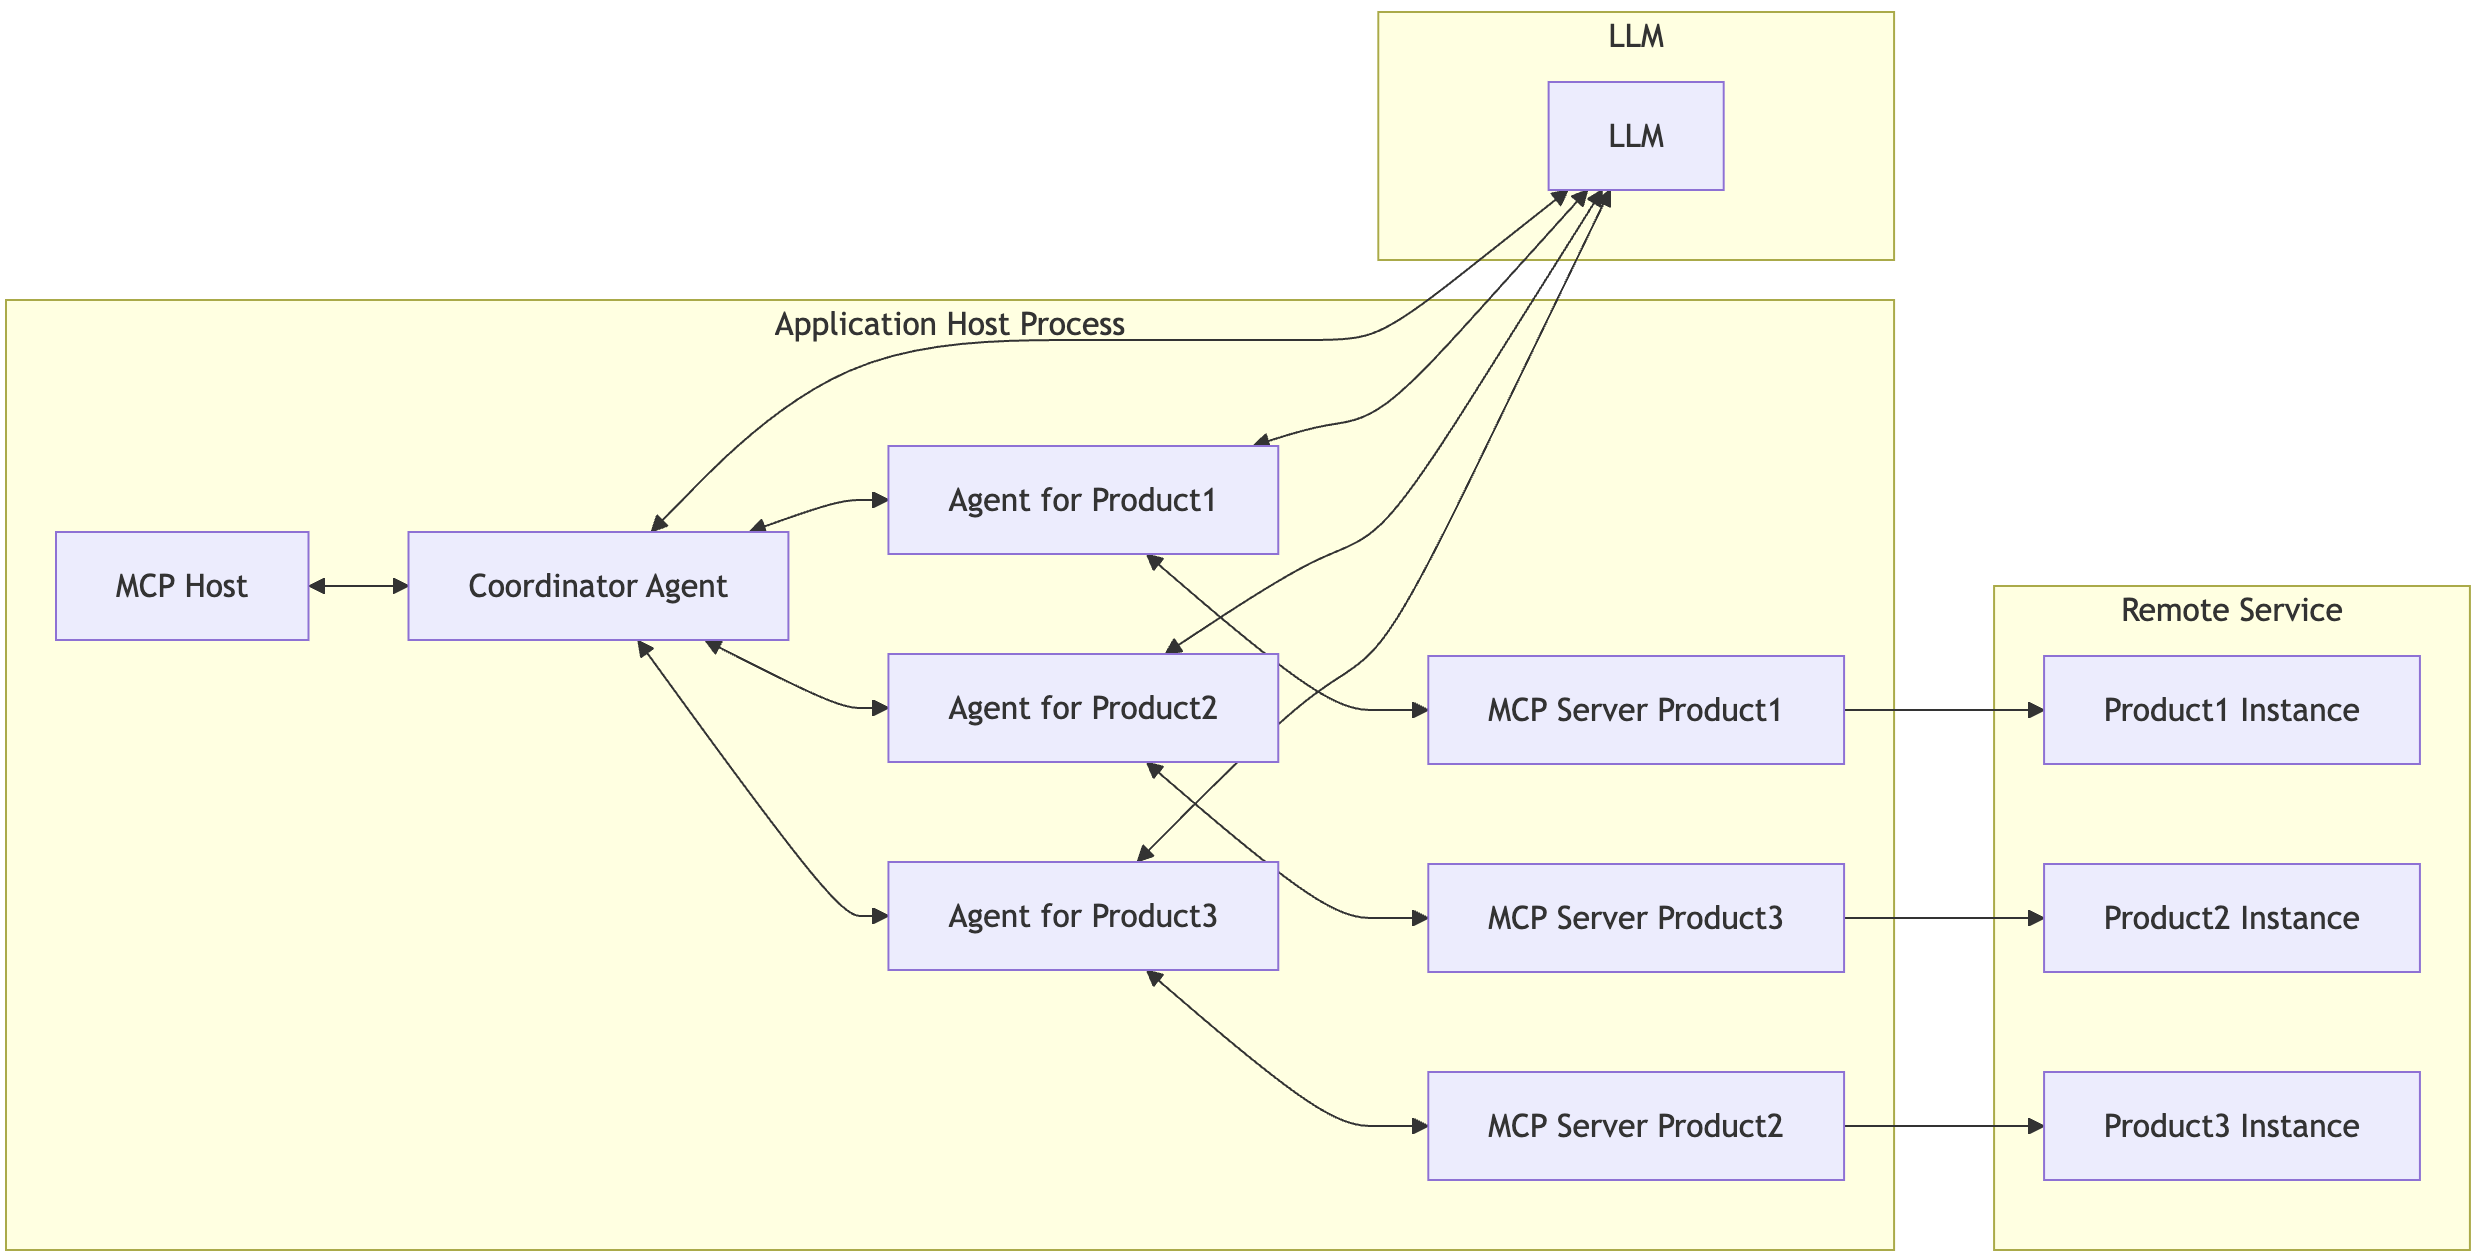 LLM
LLM
Application Host Process
MCP Host
Coordinator Agent
Agent for Product1
Agent for Product2
Agent for Product3
MCP Server Product1
MCP Server Product3
MCP Server Product2
Remote Service
Product1 Instance
Product2 Instance
Product3 Instance